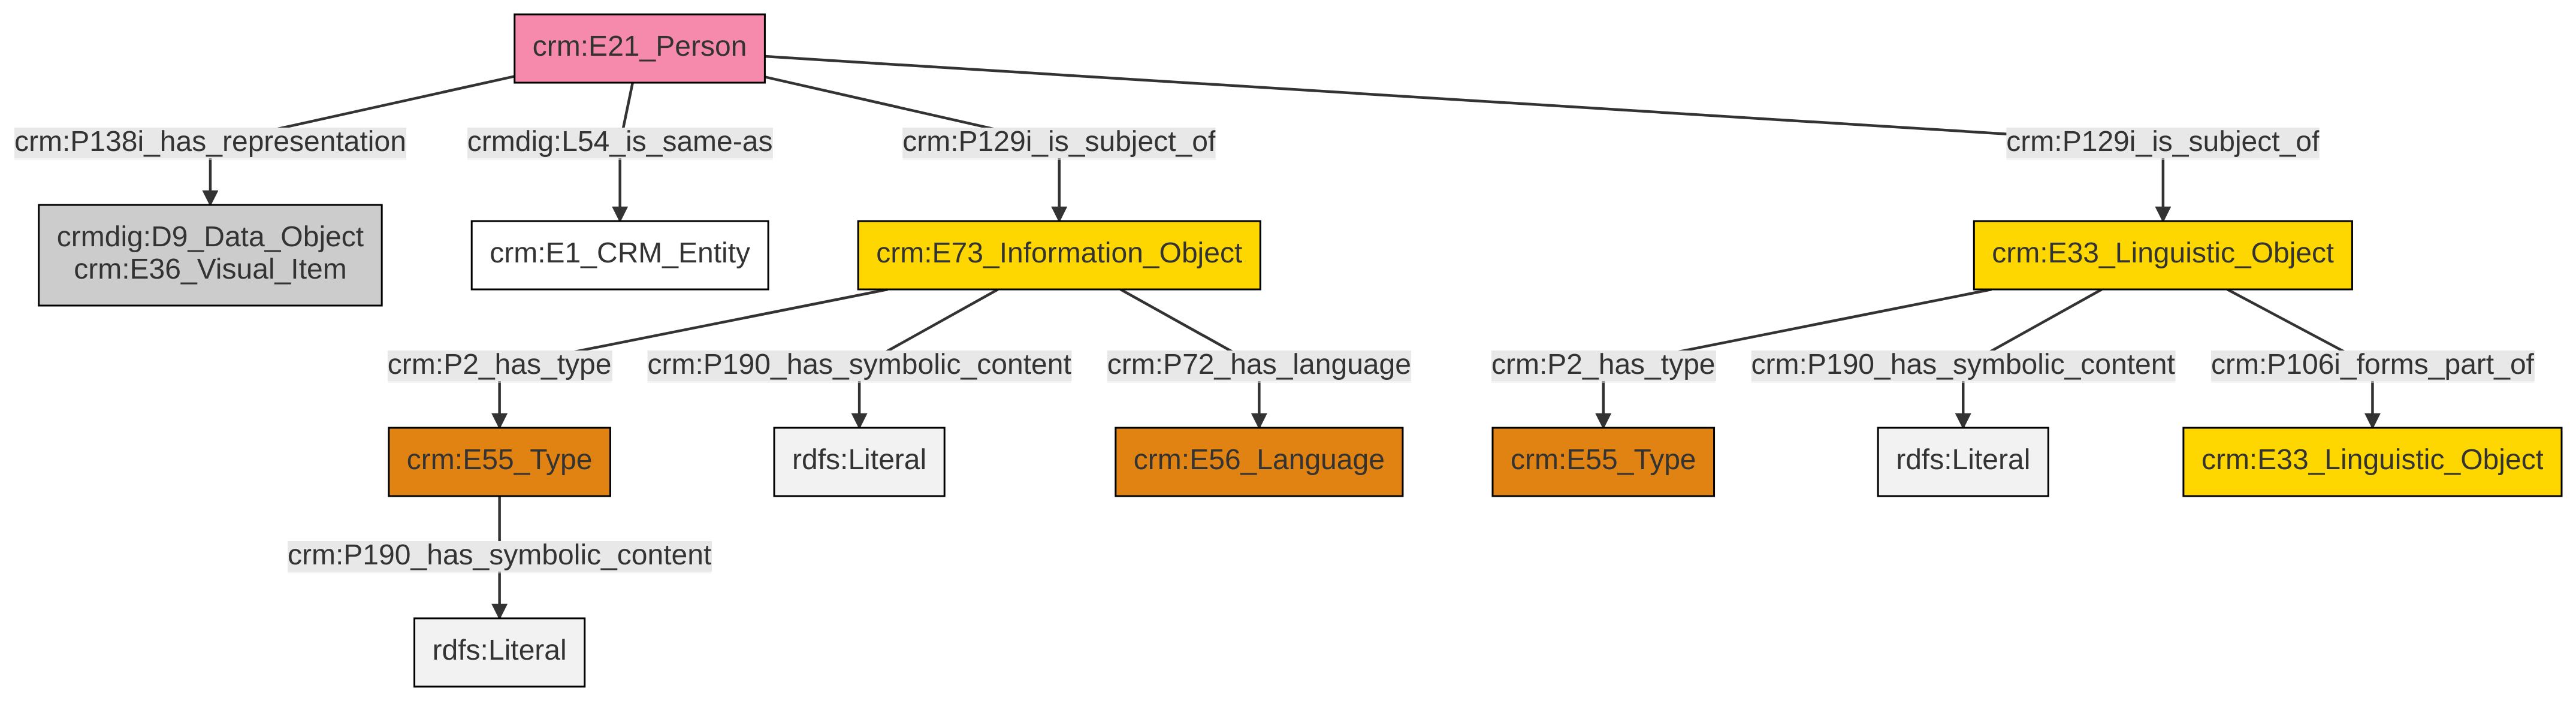 crm:E21_Person
crm:P138i_has_representation
crmdig:L54_is_same-as
crm:P129i_is_subject_of
crm:P129i_is_subject_of
crmdig:D9_Data_Object
crm:E36_Visual_Item
crm:E1_CRM_Entity
crm:E73_Information_Object
crm:E33_Linguistic_Object
crm:P2_has_type
crm:P190_has_symbolic_content
crm:P72_has_language
crm:P2_has_type
crm:P190_has_symbolic_content
crm:P106i_forms_part_of
crm:E55_Type
rdfs:Literal
crm:E56_Language
crm:E55_Type
rdfs:Literal
crm:E33_Linguistic_Object
crm:P190_has_symbolic_content
rdfs:Literal